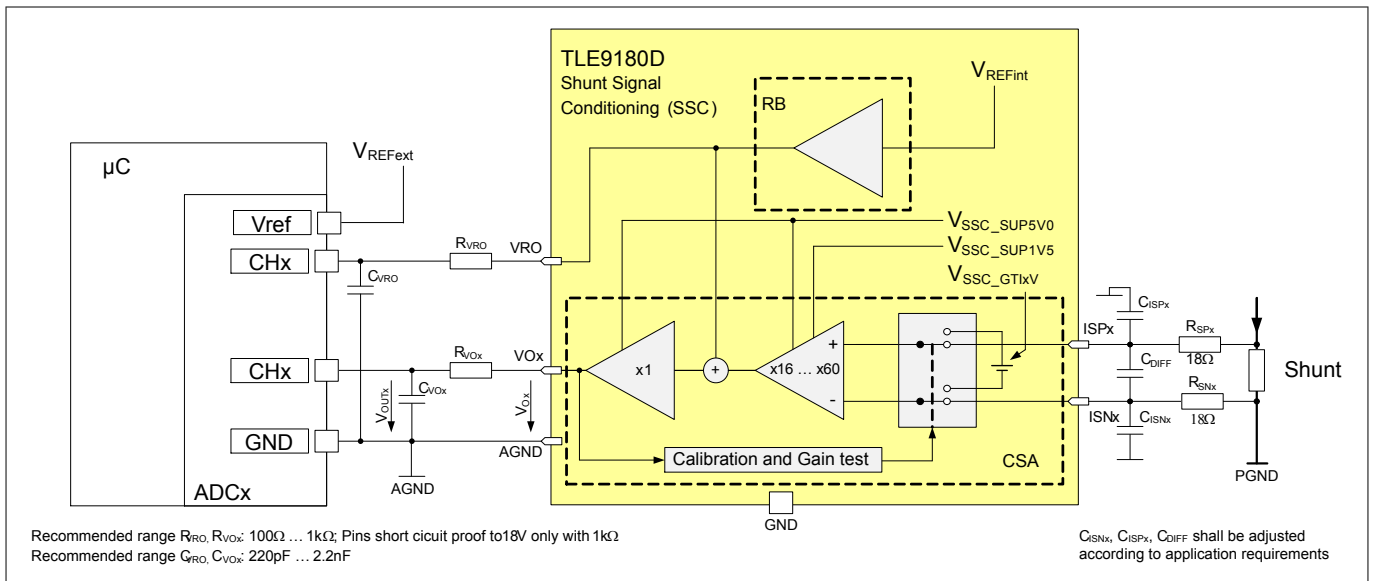 TLE9180D
Shunt Signal
Conditioning (SSC)
RB
VREFint
µC
VREFext
Vref
CHx
RVRO
VRO
CVRO
VSSC_SUP5V0
VSSC_SUP1V5
VSSC_GTIxV
CISPx
ISPx
RSPx
18Ω
CDIFF
Shunt
RSNx
18Ω
ISNx
CISNx
PGND
CHx
RVOx
VOx
x1
+
x16 ... x60
+
-
VOUTx
CVOx
VOx
GND
AGND
AGND
Calibration and Gain test
CSA
ADCx
GND
Recommended range RVRO, RVOx: 100Ω ... 1kΩ; Pins short cicuit proof to18V only with 1kΩ
Recommended range CVRO, CVOx: 220pF ... 2.2nF
CISNx, CISPx, CDIFF shall be adjusted
according to application requirements